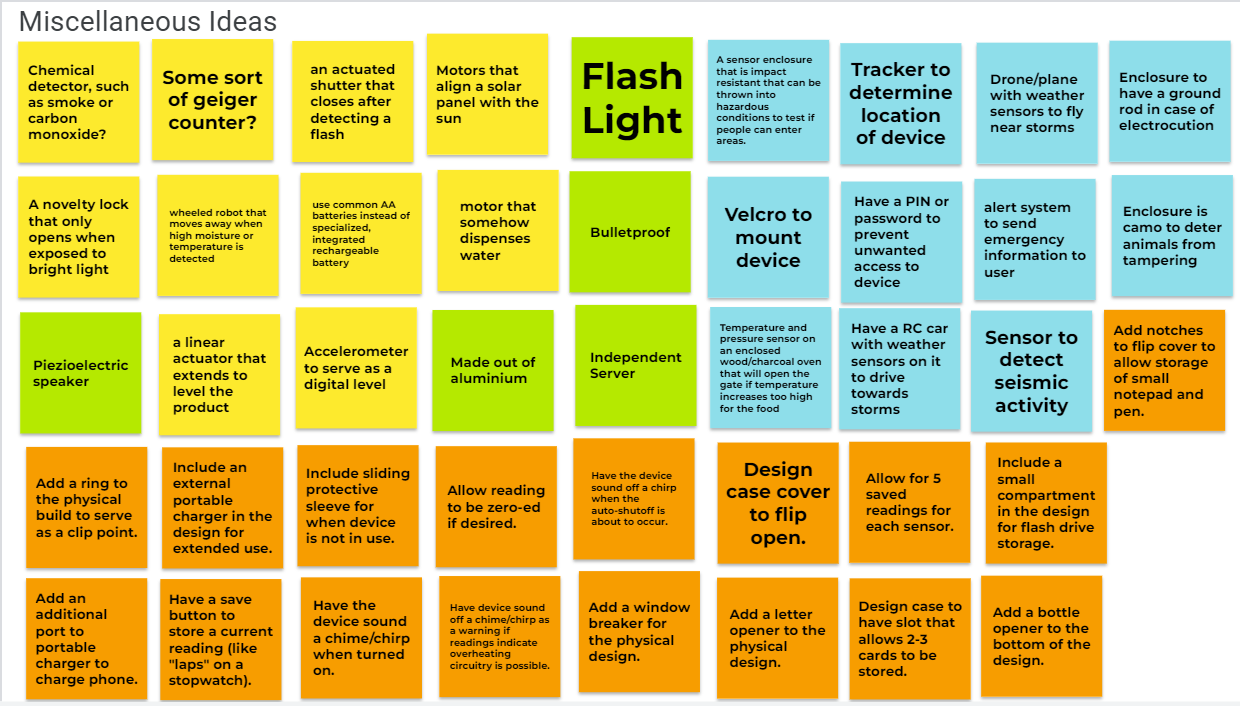 Miscellaneous Ideas
Chemical
detector, such
as smoke or
carbon
monoxide?
Some sort
of geiger
counter?
an actuated
shutter that
closes after
detecting a
flash
Motors that
align a solar
panel with the
sun
Flash
Light
A sensor enclosure
that is impact
resistant that can be
thrown into
hazardous
conditions to test if
people can enter
areas.
Tracker to
determine
location
of device
Drone/plane
with weather
sensors to fly
near storms
Enclosure to
have a ground
rod in case of
electrocution
A novelty lock
that only
opens when
exposed to
bright light
wheeled robot that
moves away when
high moisture or
temperature is
detected
use common AA
batteries instead of
specialized,
integrated
rechargeable
battery
motor that
somehow
dispenses
water
Bulletproof
Velcro to
mount
device
Have a PIN or
password to
prevent
unwanted
access to
device
alert system
to send
emergency
information to
user
Enclosure is
camo to deter
animals from
tampering
Piezioelectric
speaker
a linear
actuator that
extends to
level the
product
Accelerometer
to serve as a
digital level
Made out of
aluminium
Independent
Server
Temperature and
pressure sensor on
an enclosed
wood/charcoal oven
that will open the
gate if temperature
increases too high
for the food
Have a RC car
with weather
sensors on it
to drive
towards
storms
Sensor to
detect
seismic
activity
Add notches
to flip cover to
allow storage
of small
notepad and
pen.
Add a ring to
the physical
build to serve
as a clip point.
Include an
external
portable
charger in the
design for
extended use.
Include sliding
protective
sleeve for
when device
is not in use.
Allow reading
to be zero-ed
if desired.
Have the device
sound off a chirp
when the
auto-shutoff is
about to occur.
Design
case cover
to flip
open.
Allow for 5
saved
readings for
each sensor.
Include a
small
compartment
in the design
for flash drive
storage.
Add an
additional
port to
portable
charger to
charge phone.
Have a save
button to
store a current
reading (like
"laps" on a
stopwatch).
Have the
device sound
a chime/chirp
when turned
on.
Have device sound
off a chime/chirp as
a warning if
readings indicate
overheating
circuitry is possible.
Add a window
breaker for
the physical
design.
Add a letter
opener to the
physical
design.
Design case to
have slot that
allows 2-3
cards to be
stored.
Add a bottle
opener to the
bottom of the
design.